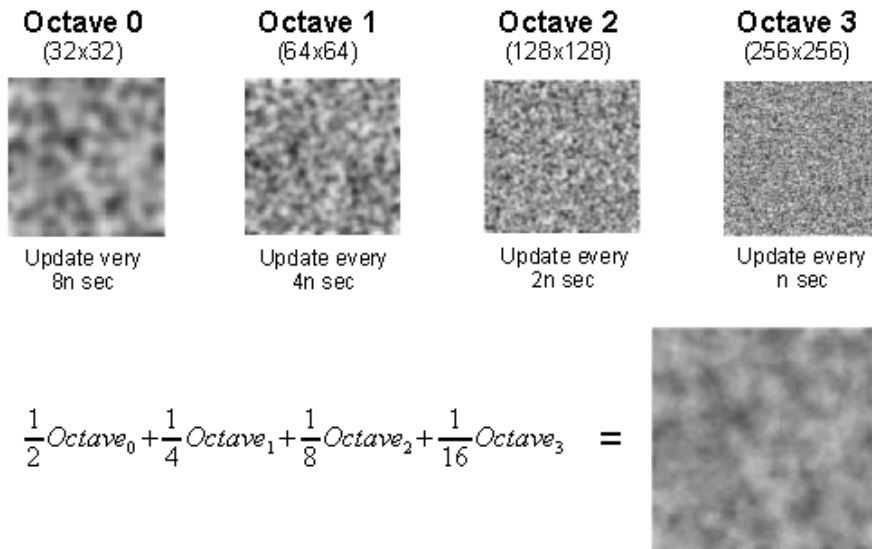 Octave 0 Octave 1 Octave 2 Octave 3
(32x32) (64x64) (128x128) (256x256)
Update very Update every Update every Update every
8n sec 4n sec 2n sec n sec
1/2 Octave₀ + 1/4 Octave₁ + 1/8 Octave₂ + 1/16 Octave₃ =